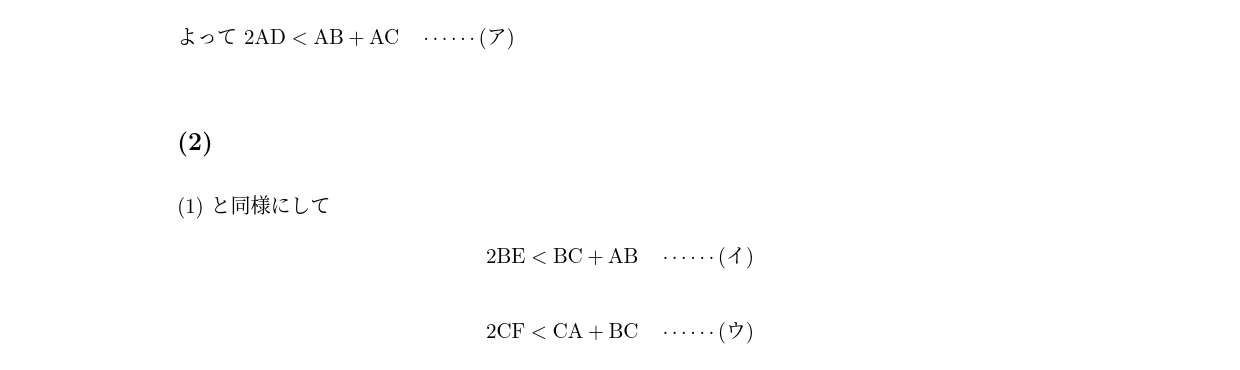 よって 2AD < AB + AC ……(ア)
(2)
(1) と同様にして
2BE < BC + AB ……(イ)
2CF < CA + BC ……(ウ)